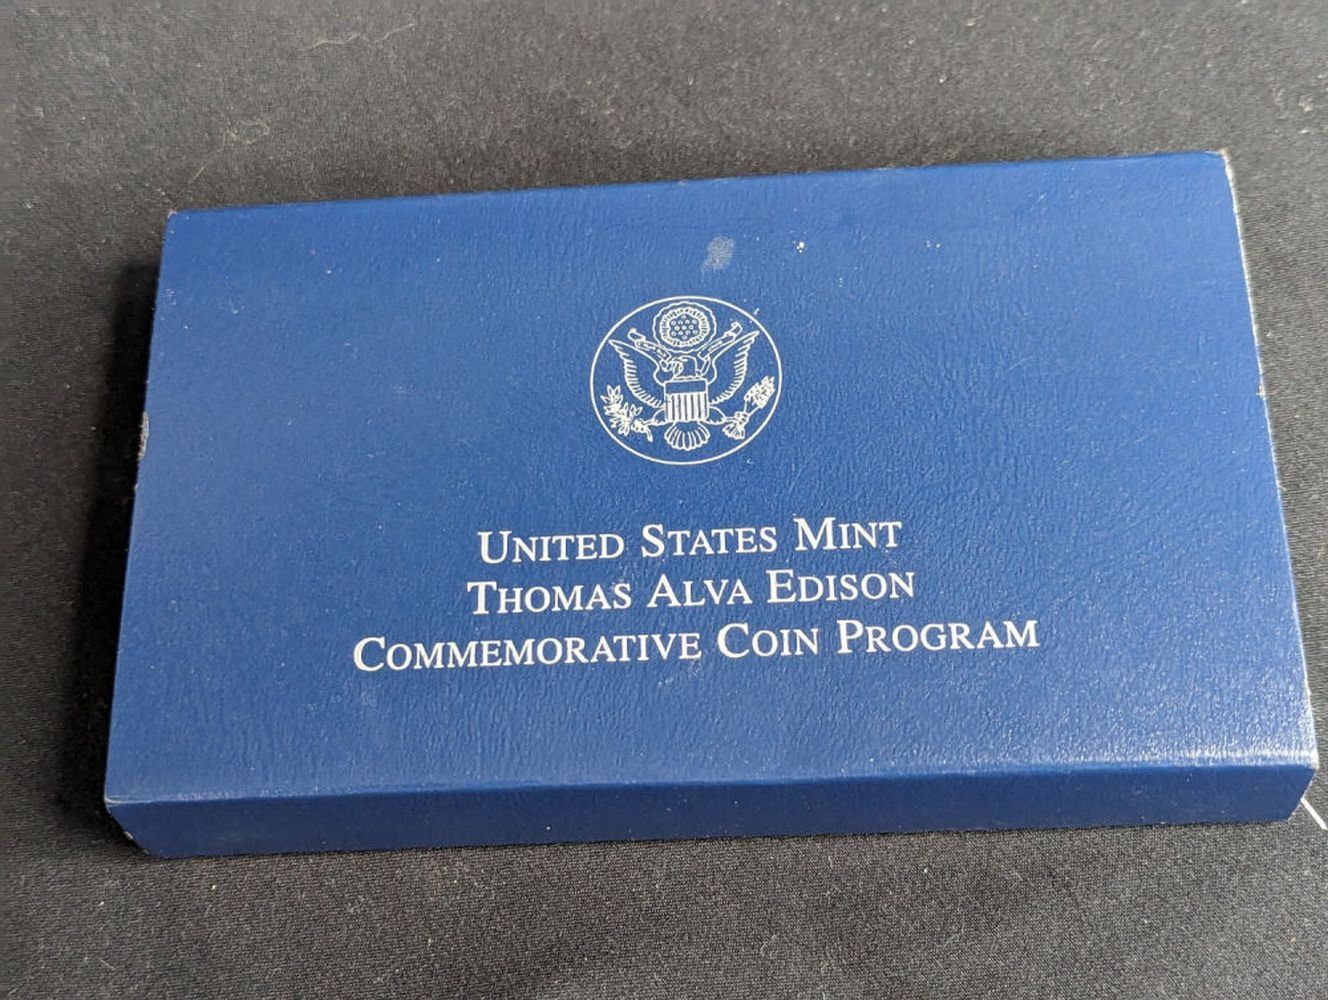 United States Mint
Thomas Alva Edison
Commemorative Coin Program